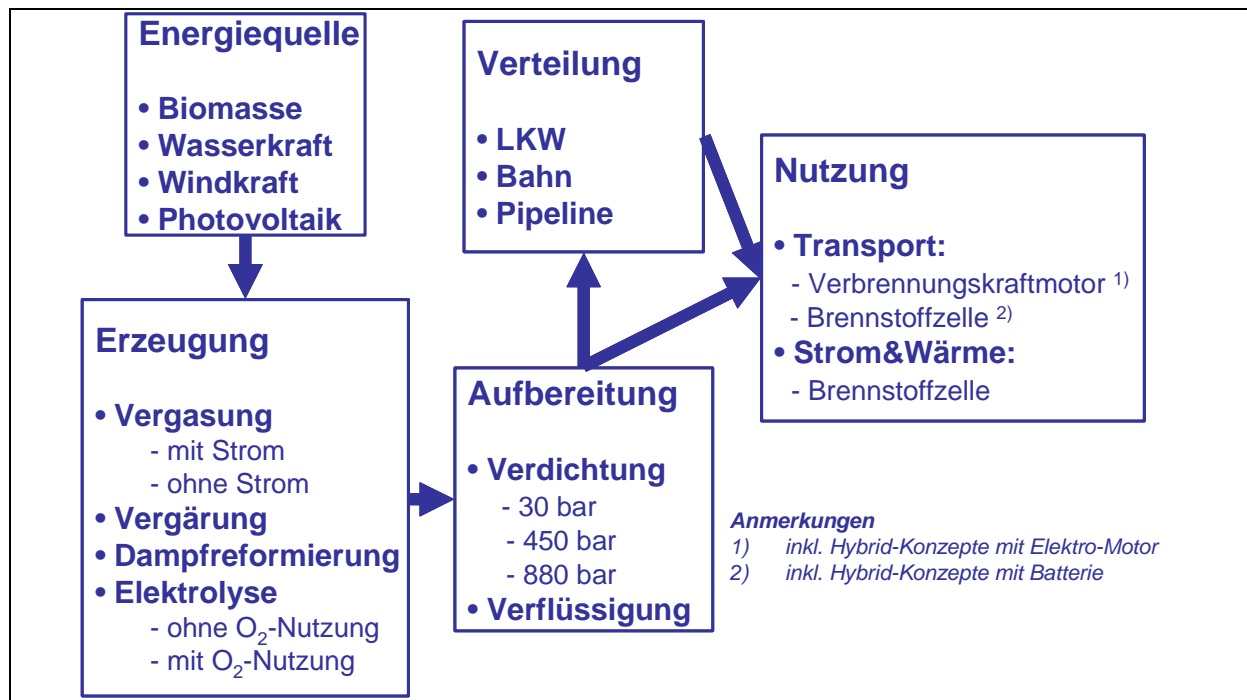 Energiequelle
• Biomasse
• Wasserkraft
• Windkraft
• Photovoltaik
Erzeugung
• Vergasung
- mit Strom
- ohne Strom
• Vergärung
• Dampfreformierung
• Elektrolyse
- ohne O₂-Nutzung
- mit O₂-Nutzung
Verteilung
• LKW
• Bahn
• Pipeline
Aufbereitung
• Verdichtung
- 30 bar
- 450 bar
- 880 bar
• Verflüssigung
Nutzung
• Transport:
- Verbrennungskraftmotor ¹⁾
- Brennstoffzelle ²⁾
• Strom&Wärme:
- Brennstoffzelle
Anmerkungen
1) inkl. Hybrid-Konzepte mit Elektro-Motor
2) inkl. Hybrid-Konzepte mit Batterie